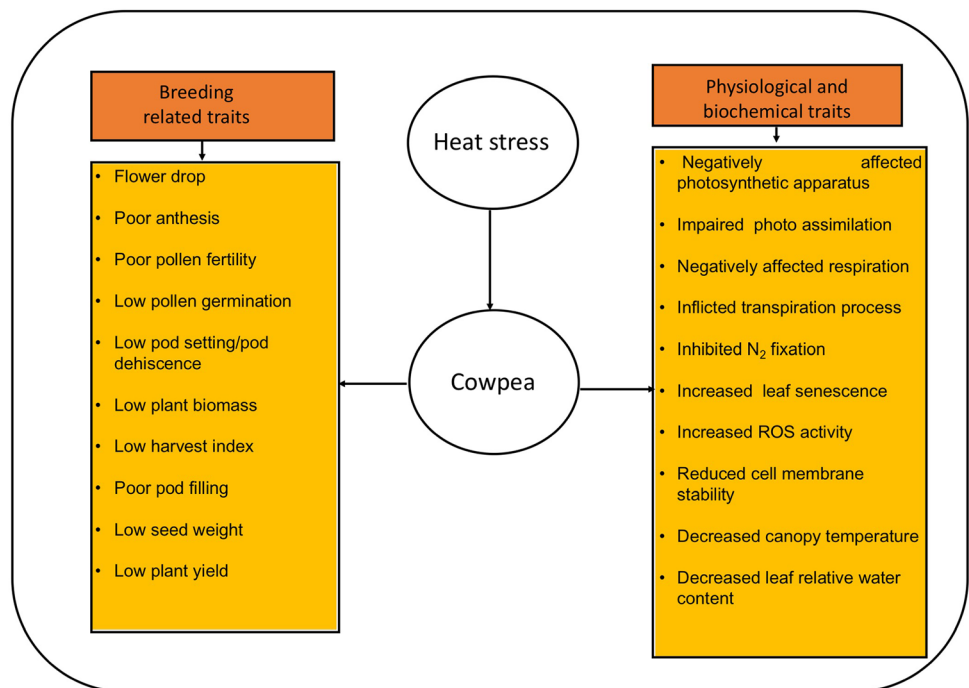 Breeding
related traits
• Flower drop
• Poor anthesis
• Poor pollen fertility
• Low pollen germination
• Low pod setting/pod
dehiscence
• Low plant biomass
• Low harvest index
• Poor pod filling
• Low seed weight
• Low plant yield
Heat stress
Cowpea
Physiological and
biochemical traits
• Negatively affected
photosynthetic apparatus
• Impaired photo assimilation
• Negatively affected respiration
• Inflicted transpiration process
• Inhibited N₂ fixation
• Increased leaf senescence
• Increased ROS activity
• Reduced cell membrane
stability
• Decreased canopy temperature
• Decreased leaf relative water
content